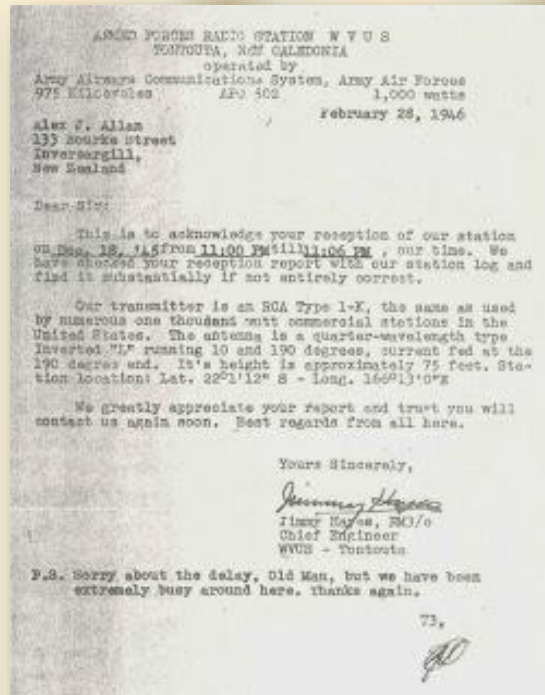 ARMED FORCES RADIO STATION W V U S
TONTOUTA, NEW CALEDONIA
operated by
Army Airways Communications System, Army Air Forces
975 Kilocycles APO 502 1,000 watts
February 28, 1946
Alex J. Allan
133 Bourke Street
Invercargill,
New Zealand
Dear Sir:
This is to acknowledge your reception of our station
on Dec. 18, '45 from 11:00 PM till 11:06 PM , our time. We
have checked your reception report with our station log and
find it substantially if not entirely correct.
Our transmitter is an RCA Type 1-K, the same as used
by numerous one thousand watt commercial stations in the
United States. The antenna is a quarter-wavelength type
Inverted "L" running 10 and 190 degrees, current fed at the
190 degree end. It's height is approximately 75 feet. Sta-
tion location: Lat. 22°1'12" S - Long. 166°13'0"E
We greatly appreciate your report and trust you will
contact us again soon. Best regards from all here.
Yours Sincerely,
Jimmy Hayes
Jimmy Hayes, RM3/c
Chief Engineer
WVUS - Tontouta
P.S. Sorry about the delay, Old Man, but we have been
extremely busy around here. Thanks again.
73,